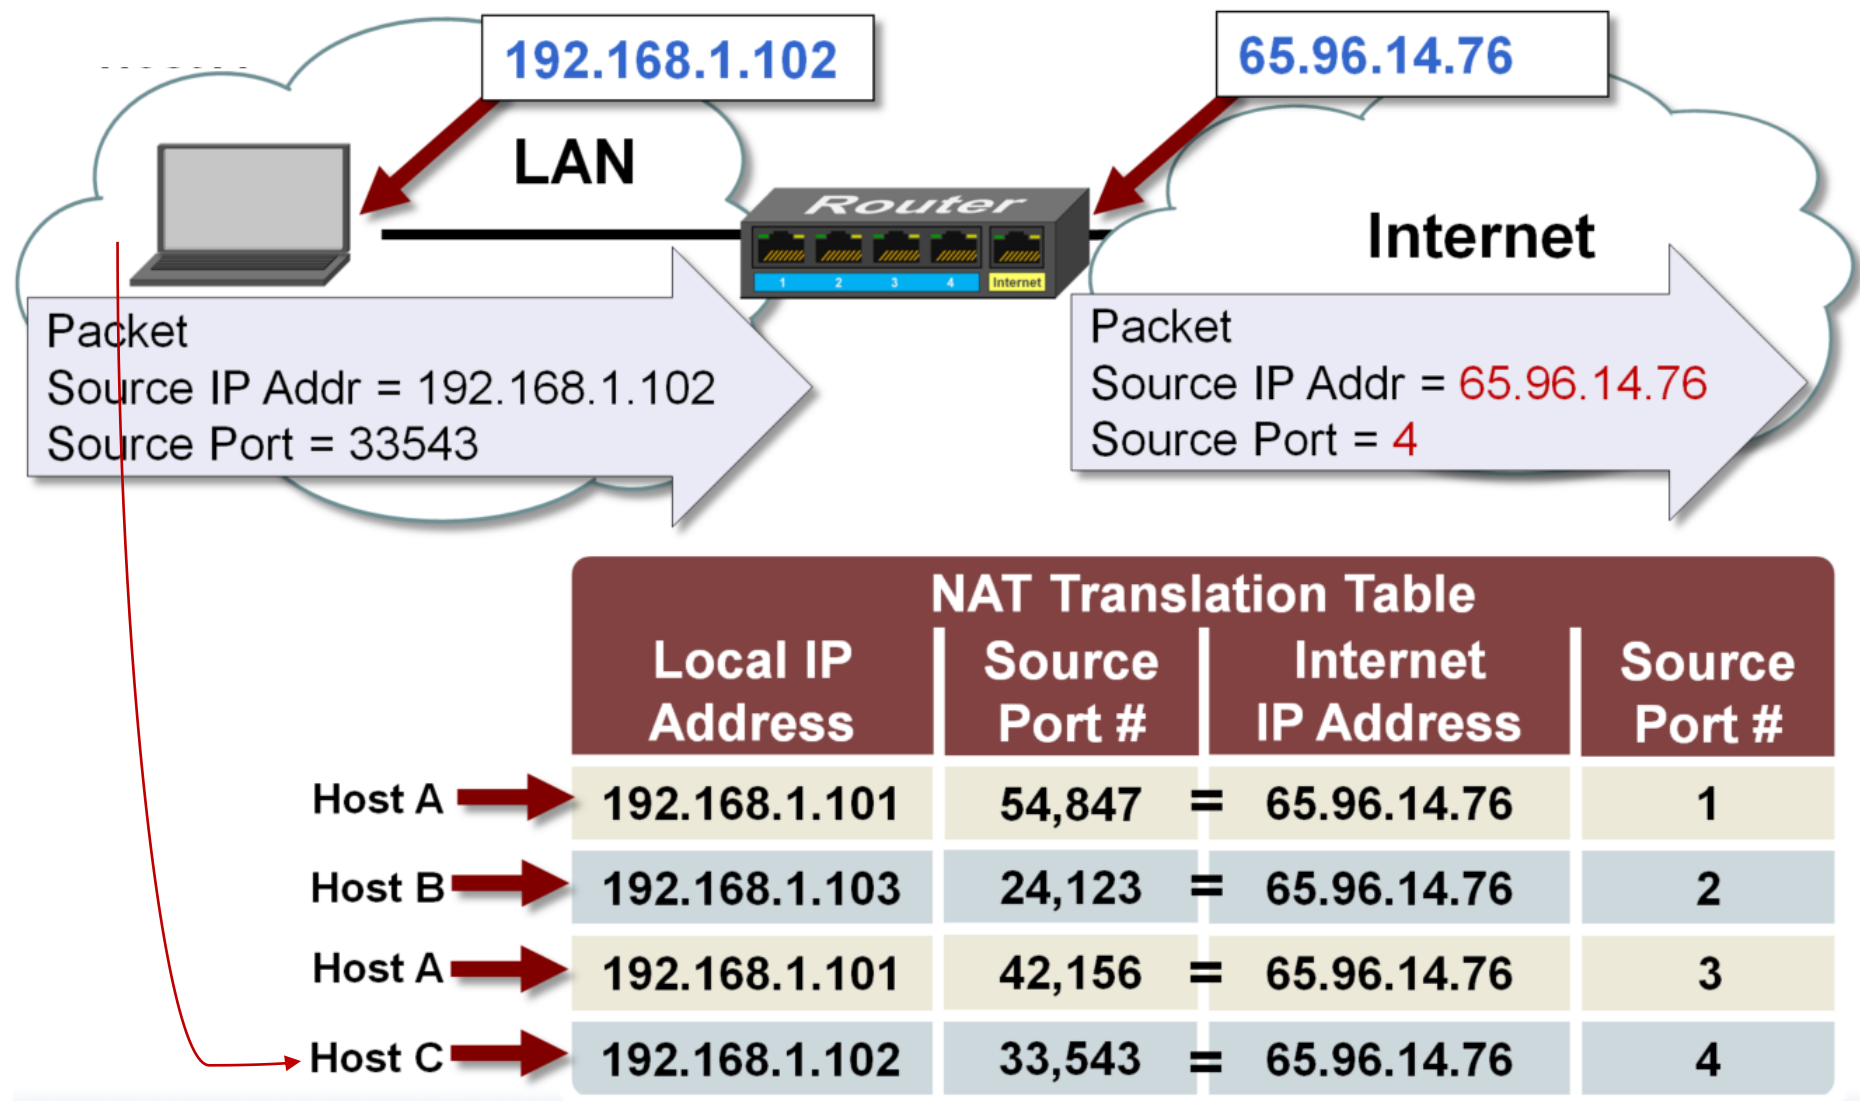 192.168.1.102
65.96.14.76
LAN
Router
1 2 3 4 Internet
Internet
Packet
Source IP Addr = 192.168.1.102
Source Port = 33543
Packet
Source IP Addr = 65.96.14.76
Source Port = 4
NAT Translation Table
Local IP Address
Source Port #
Internet IP Address
Source Port #
Host A 192.168.1.101 54,847 = 65.96.14.76 1
Host B 192.168.1.103 24,123 = 65.96.14.76 2
Host A 192.168.1.101 42,156 = 65.96.14.76 3
Host C 192.168.1.102 33,543 = 65.96.14.76 4